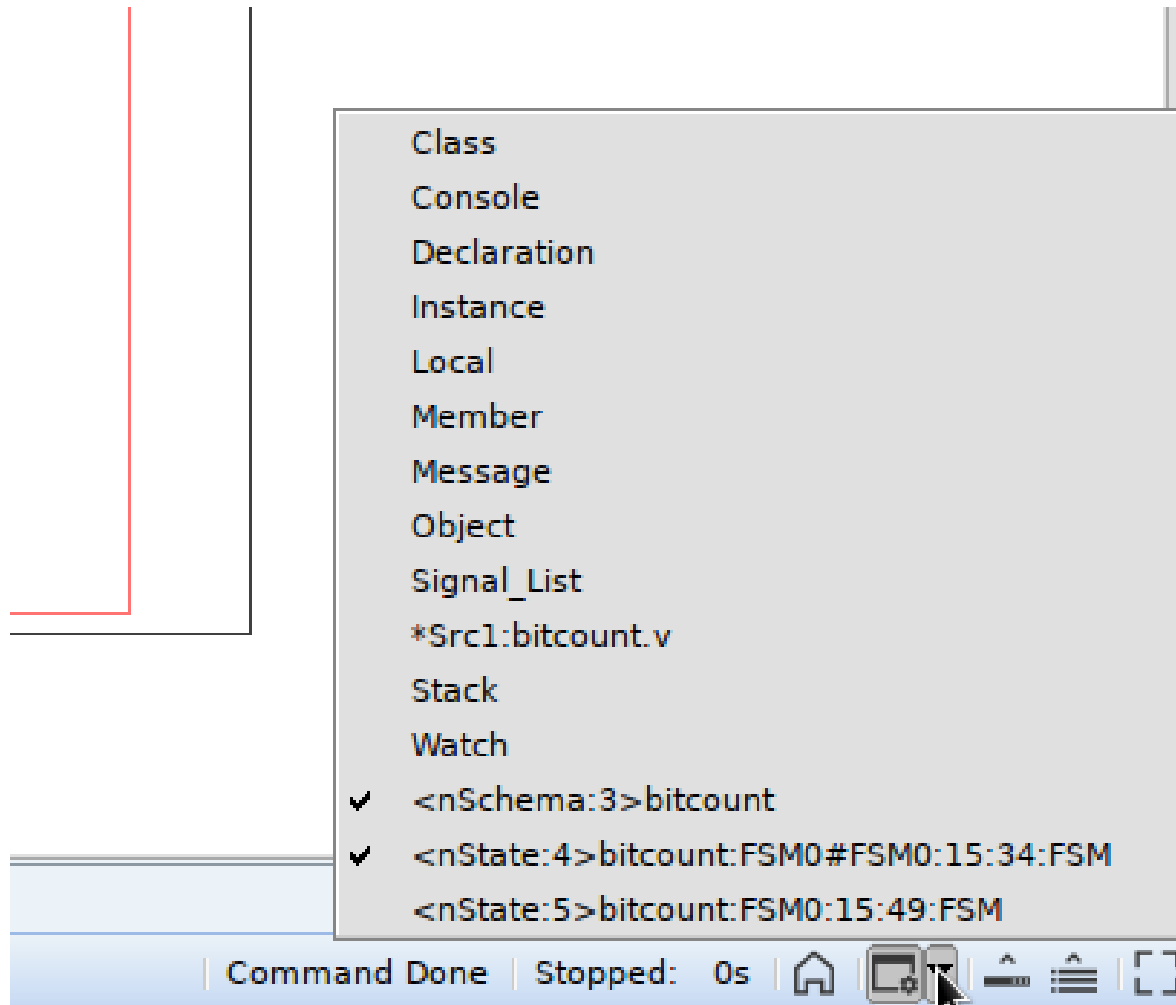 Class
Console
Declaration
Instance
Local
Member
Message
Object
Signal_List
*Src1:bitcount.v
Stack
Watch
<nSchema:3>bitcount
<nState:4>bitcount:FSM0#FSM0:15:34:FSM
<nState:5>bitcount:FSM0:15:49:FSM
Command Done Stopped: 0s